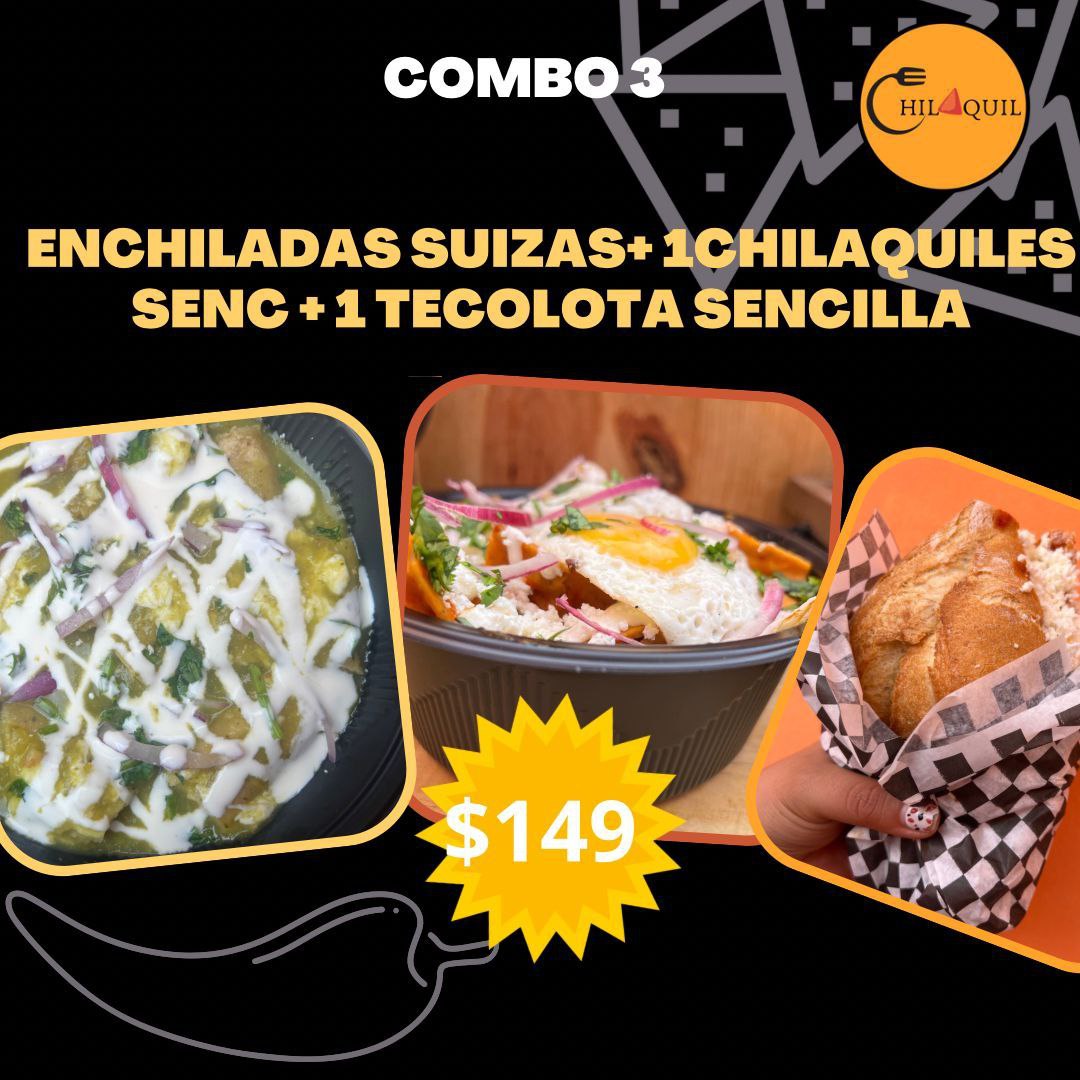 COMBO 3
CHILAQUIL
ENCHILADAS SUIZAS+ 1CHILAQUILES
SENC + 1 TECOLOTA SENCILLA
$149